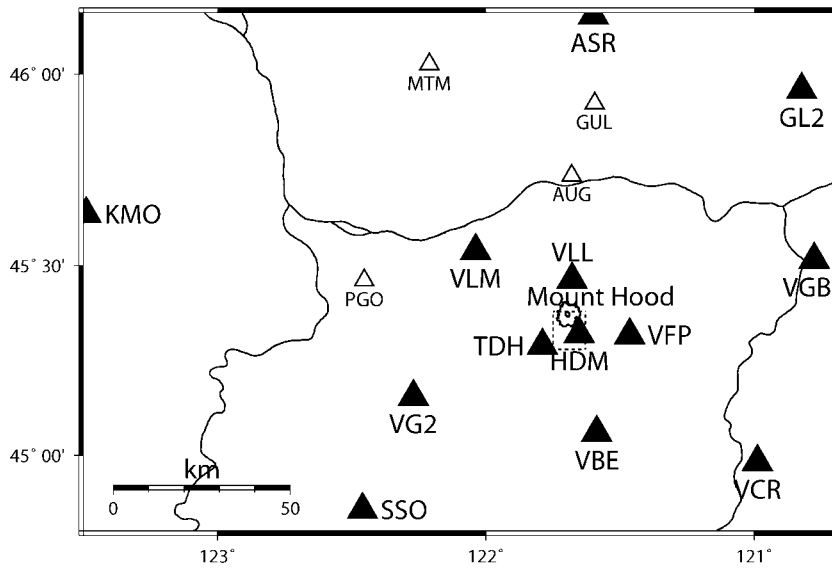 ASR
46° 00'
MTM
GL2
GUL
AUG
KMO
VLL
45° 30'
VLM
VGB
PGO
Mount Hood
TDH
HDM
VFP
VG2
45° 00'
VBE
km
VCR
0
50
SSO
123°
122°
121°